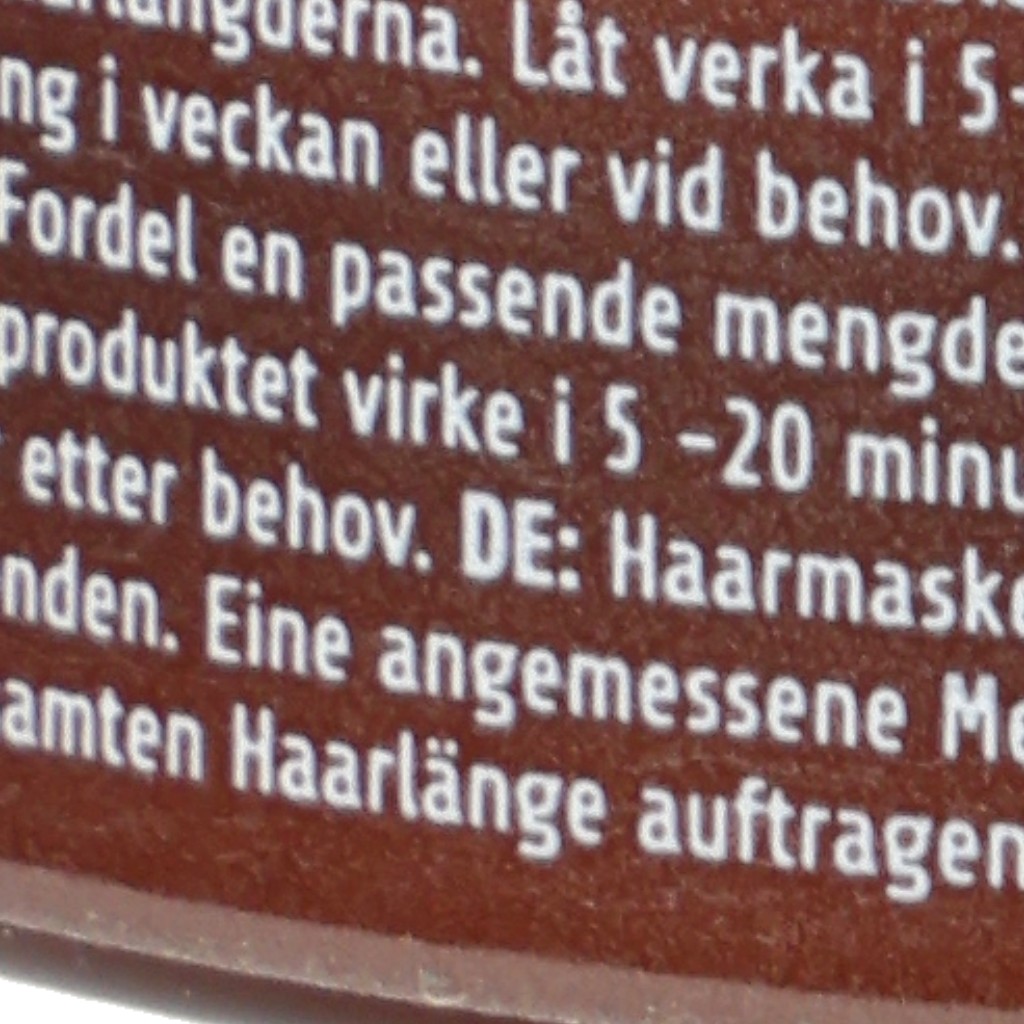 längderna. Låt verka i 5-
ng i veckan eller vid behov.
Fordel en passende mengde
produktet virke i 5 -20 minu
etter behov. DE: Haarmaske
nden. Eine angemessene Me
amten Haarlänge auftragen